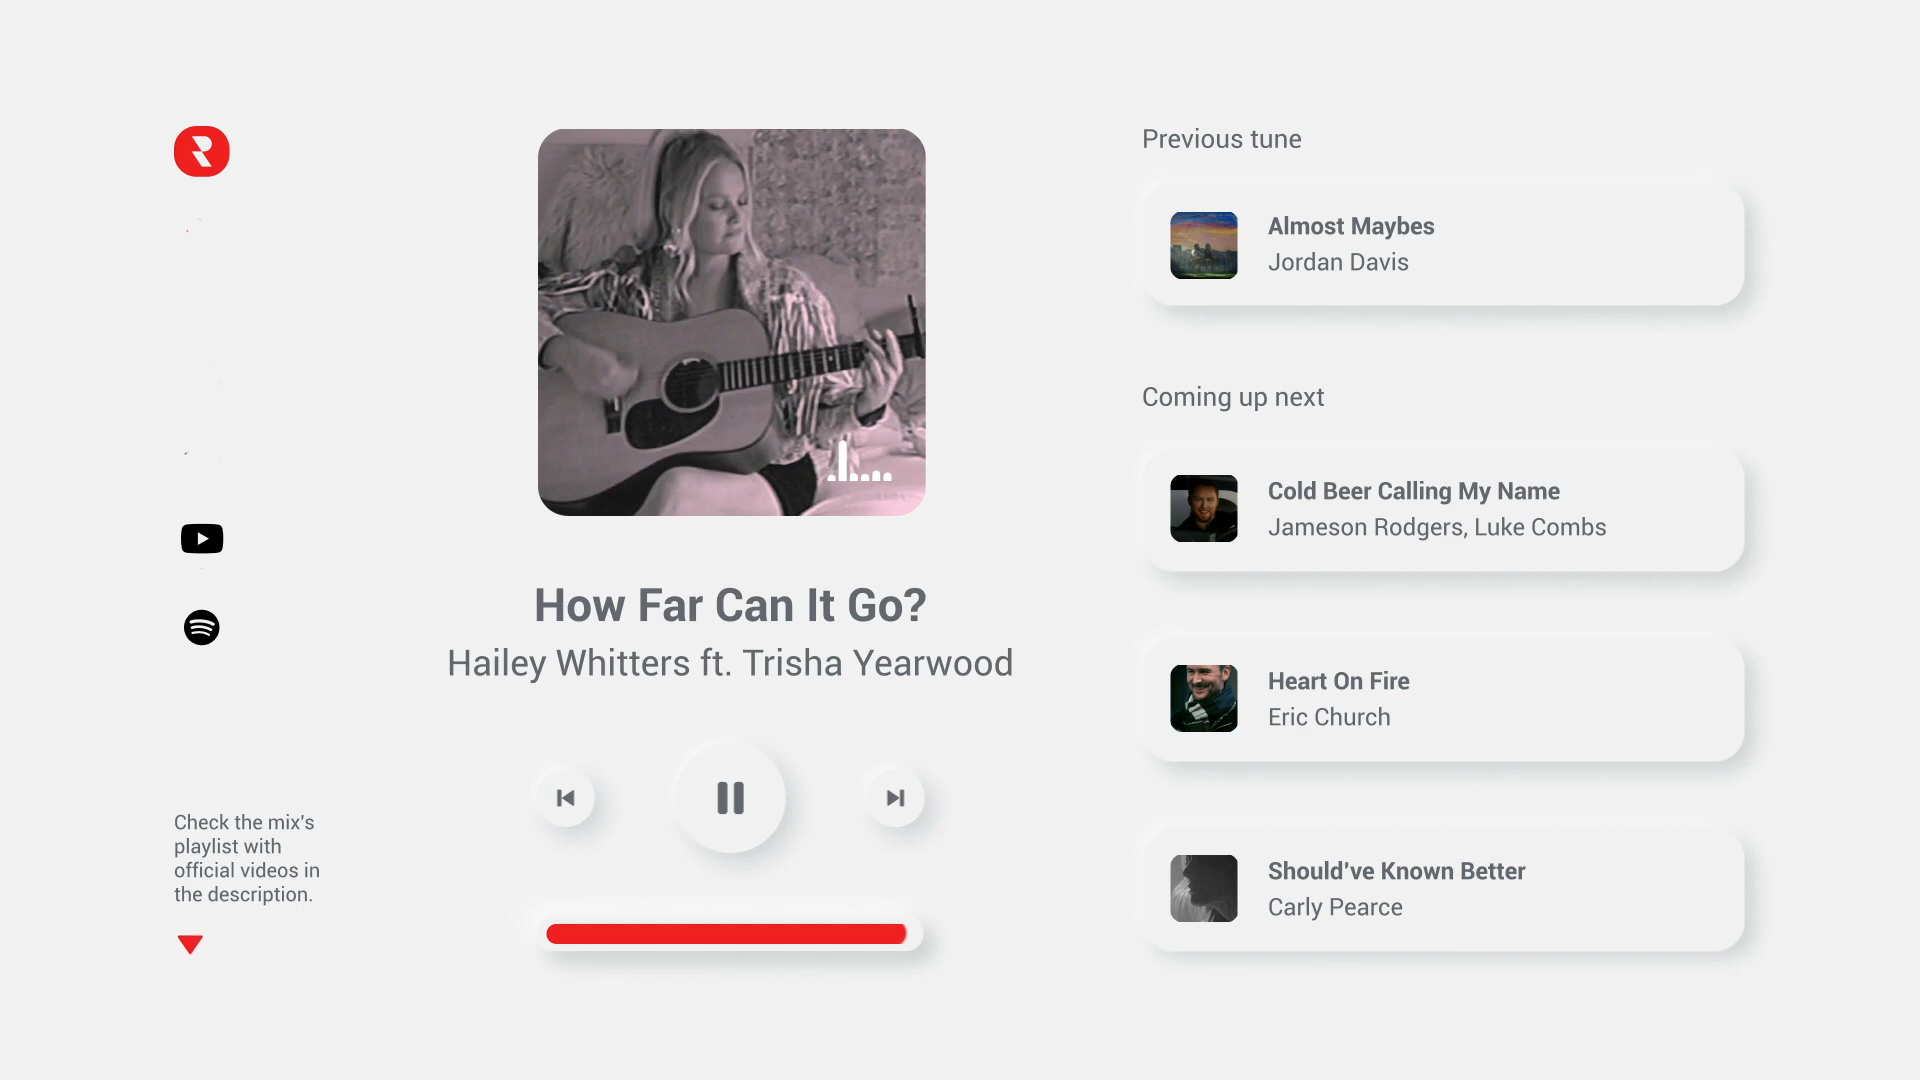 Check the mix's
playlist with
official videos in
the description.
How Far Can It Go?
Hailey Whitters ft. Trisha Yearwood
Previous tune
Almost Maybes
Jordan Davis
Coming up next
Cold Beer Calling My Name
Jameson Rodgers, Luke Combs
Heart On Fire
Eric Church
Should've Known Better
Carly Pearce